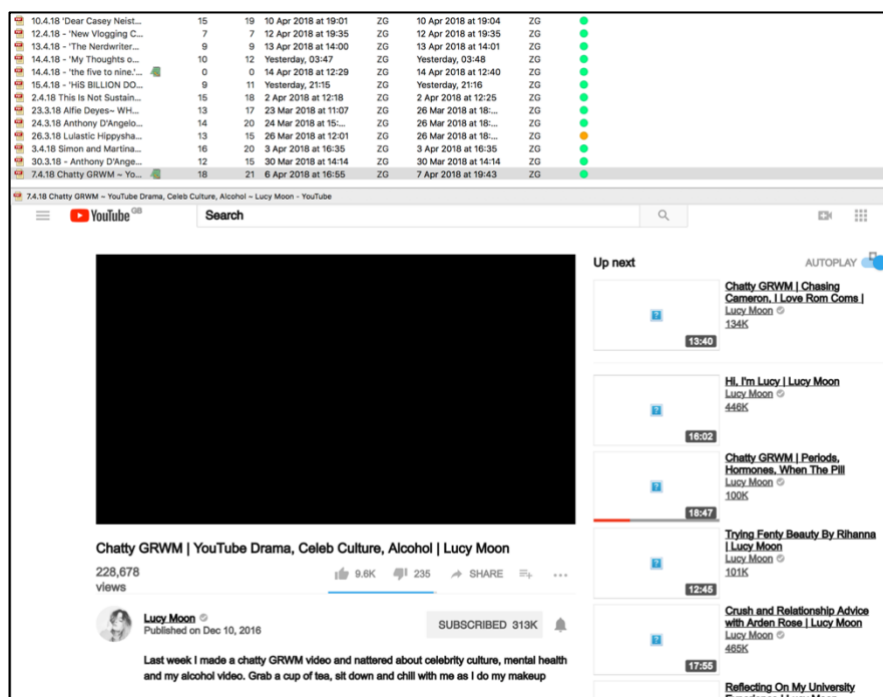 10.4.18 'Dear Casey Neist... 15 19 10 Apr 2018 at 19:01 ZG 10 Apr 2018 at 19:04 ZG
12.4.18 - 'New Vlogging C... 7 7 12 Apr 2018 at 19:35 ZG 12 Apr 2018 at 19:35 ZG
13.4.18 - 'The Nerdwriter... 9 9 13 Apr 2018 at 14:00 ZG 13 Apr 2018 at 14:01 ZG
14.4.18 - 'My Thoughts o... 10 12 Yesterday, 03:47 ZG Yesterday, 03:48 ZG
14.4.18 - 'the five to nine.'... 0 0 14 Apr 2018 at 12:29 ZG 14 Apr 2018 at 12:40 ZG
15.4.18 - 'HiS BILLION DO... 9 11 Yesterday, 21:15 ZG Yesterday, 21:16 ZG
2.4.18 This Is Not Sustain... 15 18 2 Apr 2018 at 12:18 ZG 2 Apr 2018 at 12:25 ZG
23.3.18 Alfie Deyes~ WH... 13 17 23 Mar 2018 at 11:07 ZG 26 Mar 2018 at 18:... ZG
24.3.18 Anthony D'Angelo... 14 20 24 Mar 2018 at 15:... ZG 26 Mar 2018 at 18:... ZG
26.3.18 Lulastic Hippysha... 13 15 26 Mar 2018 at 12:01 ZG 26 Mar 2018 at 18:... ZG
3.4.18 Simon and Martina... 16 20 3 Apr 2018 at 16:35 ZG 3 Apr 2018 at 16:35 ZG
30.3.18 - Anthony D'Ange... 12 15 30 Mar 2018 at 14:14 ZG 30 Mar 2018 at 14:14 ZG
7.4.18 Chatty GRWM ~ Yo... 18 21 6 Apr 2018 at 16:55 ZG 7 Apr 2018 at 19:43 ZG
7.4.18 Chatty GRWM ~ YouTube Drama, Celeb Culture, Alcohol ~ Lucy Moon - YouTube
YouTube GB Search
Up next AUTOPLAY
Chatty GRWM | Chasing
Cameron, I Love Rom Coms |
Lucy Moon
134K
13:40
Hi, I'm Lucy | Lucy Moon
Lucy Moon
446K
16:02
Chatty GRWM | Periods,
Hormones, When The Pill
Lucy Moon
100K
18:47
Trying Fenty Beauty By Rihanna
| Lucy Moon
Lucy Moon
101K
12:45
Crush and Relationship Advice
with Arden Rose | Lucy Moon
Lucy Moon
465K
17:55
Reflecting On My University
Chatty GRWM | YouTube Drama, Celeb Culture, Alcohol | Lucy Moon
228,678
views
9.6K 235 SHARE
Lucy Moon
Published on Dec 10, 2016
SUBSCRIBED 313K
Last week I made a chatty GRWM video and nattered about celebrity culture, mental health
and my alcohol video. Grab a cup of tea, sit down and chill with me as I do my makeup